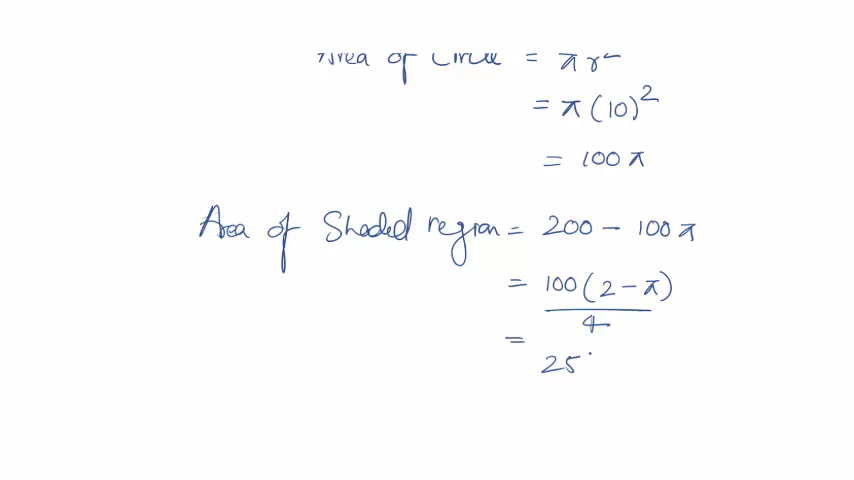 Area of Circle = πr²
= π(10)²
= 100π
Area of Shaded region = 200 - 100π
= 100(2-π)
4
=
25